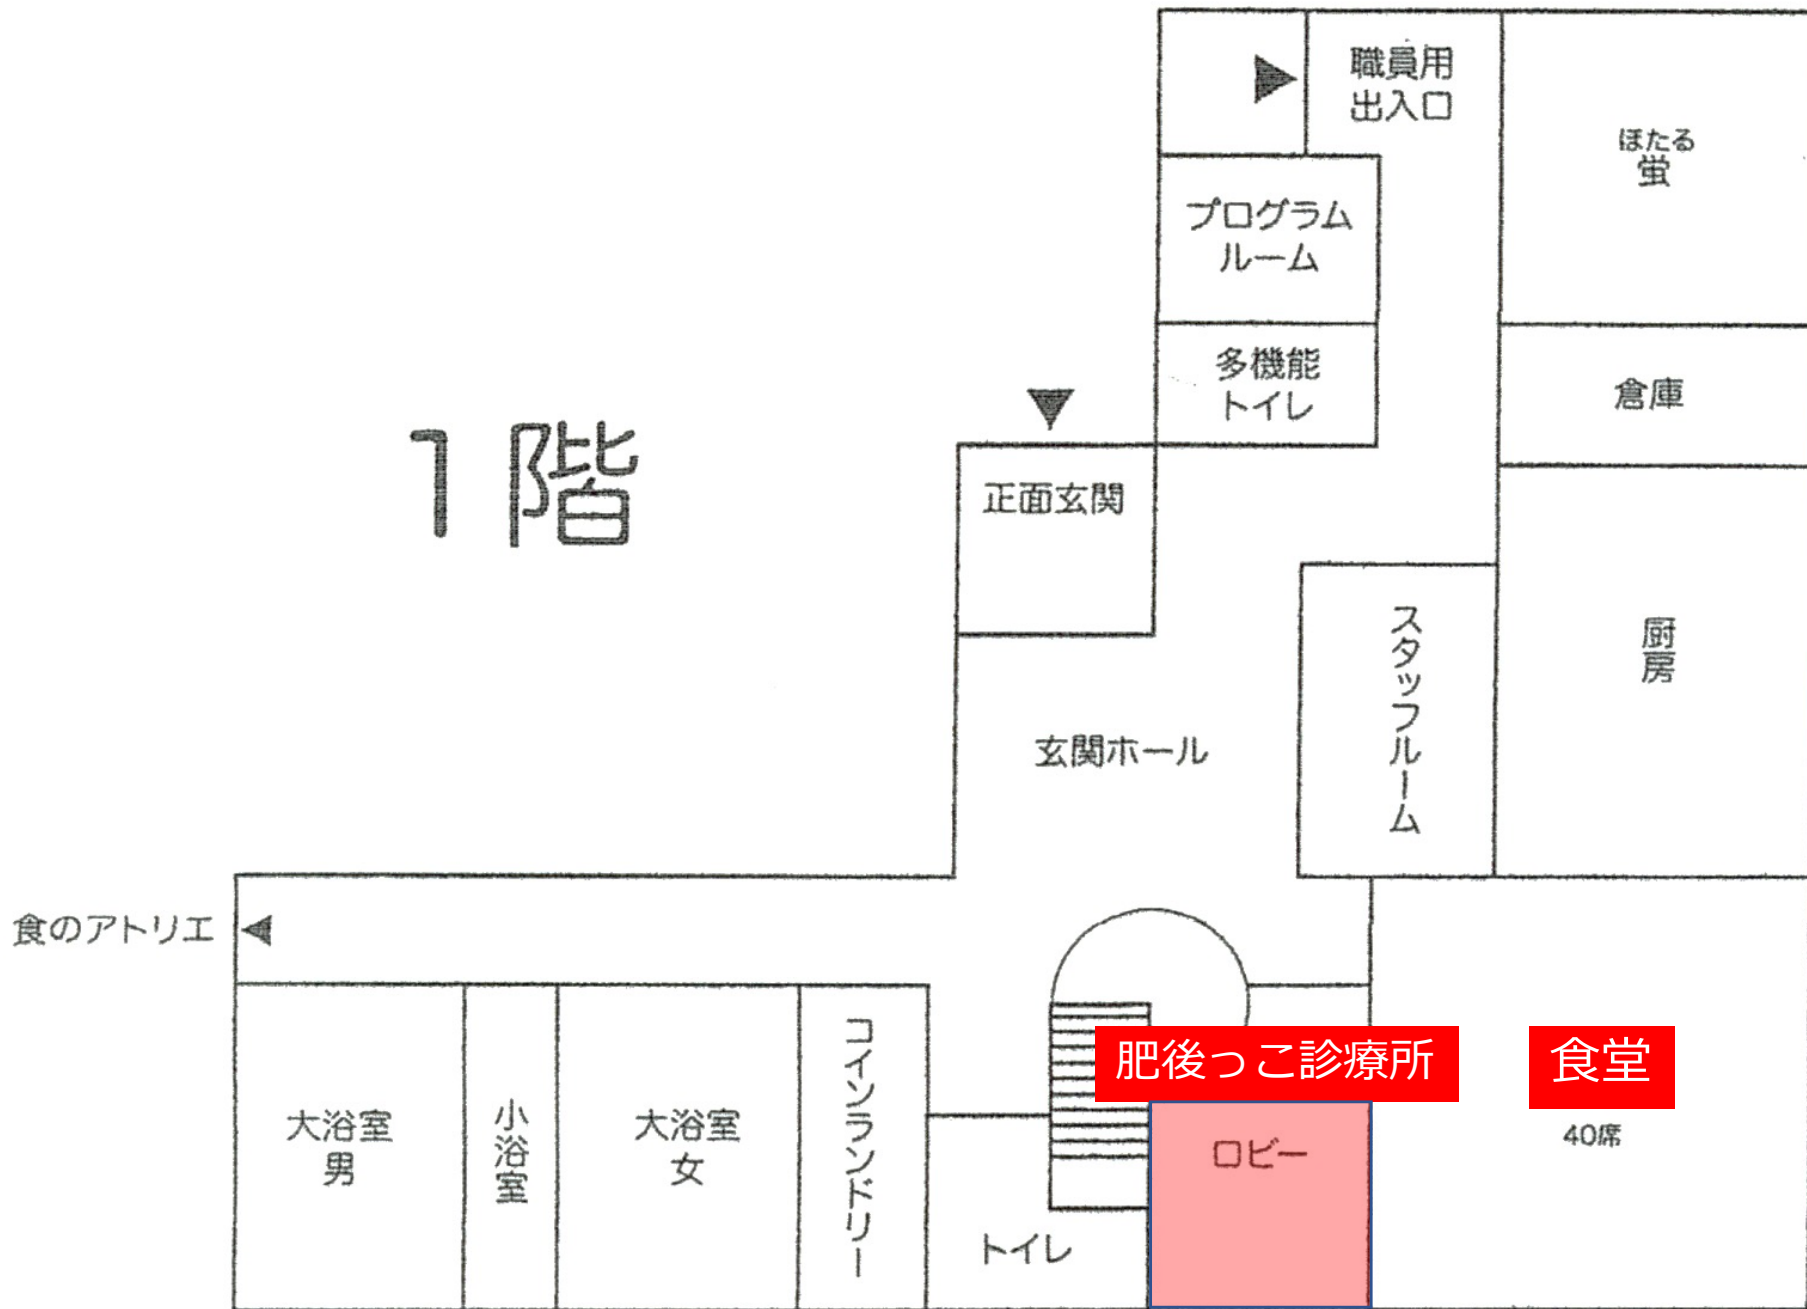 職員用
出入口
ほたる
蛍
プログラム
ルーム
多機能
トイレ
倉庫
1階
正面玄関
スタッフルーム
厨房
玄関ホール
食のアトリエ
肥後っこ診療所
食堂
40席
大浴室
男
小浴室
大浴室
女
コインランドリー
ロビー
トイレ